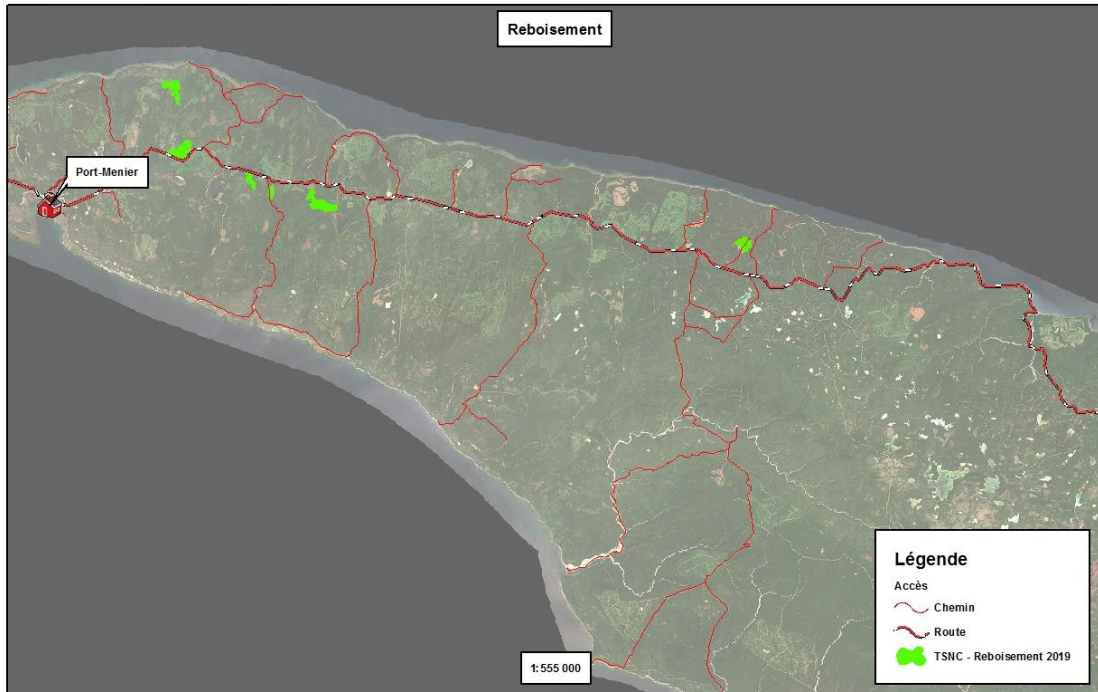 Reboisement
Port-Menier
Légende
Accès
Chemin
Route
TSNC - Reboisement 2019
1: 555 000